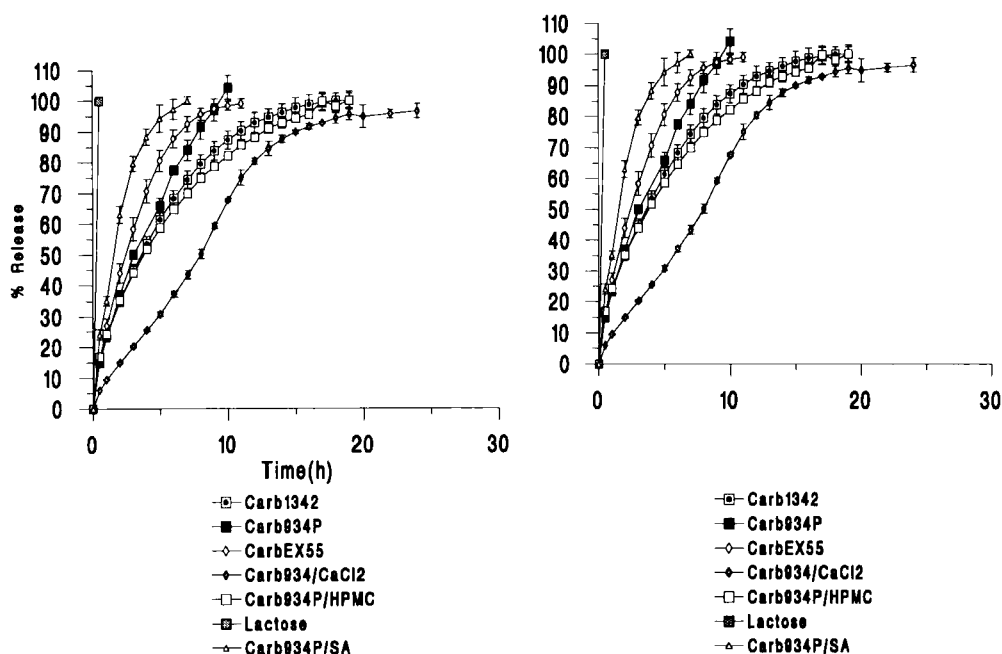 110
100
90
80
70
60
50
40
30
20
10
0
% Release
0 10 20 30
Time(h)
Carb1342
Carb934P
CarbEX55
Carb934/CaCl2
Carb934P/HPMC
Lactose
Carb934P/SA
110
100
90
80
70
60
50
40
30
20
10
0
0 10 20 30
Carb1342
Carb934P
CarbEX55
Carb934/CaCl2
Carb934P/HPMC
Lactose
Carb934P/SA